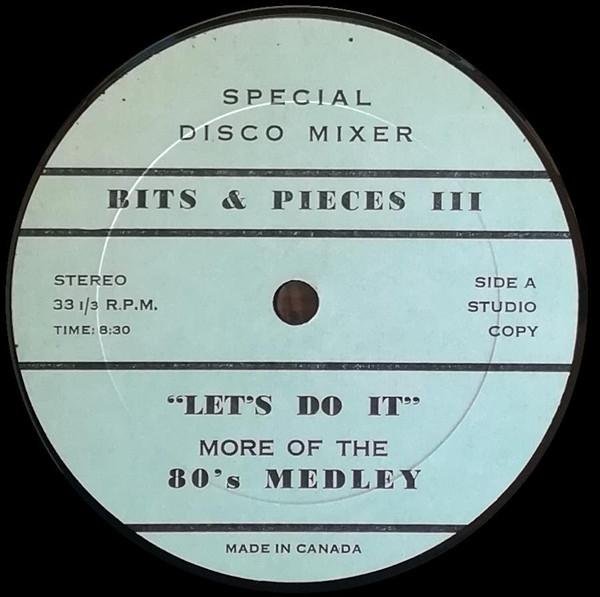 SPECIAL
DISCO MIXER
BITS & PIECES III
STEREO
33 1/3 R.P.M.
TIME: 8:30
SIDE A
STUDIO
COPY
"LET'S DO IT"
MORE OF THE
80's MEDLEY
MADE IN CANADA